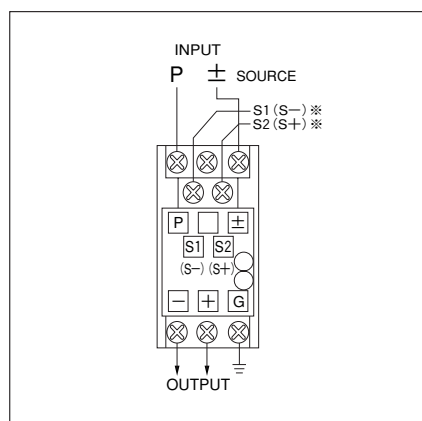 INPUT
P ± SOURCE
S1(S−)※
S2(S+)※
P ±
S1 S2
(S−) (S+)
− + G
OUTPUT